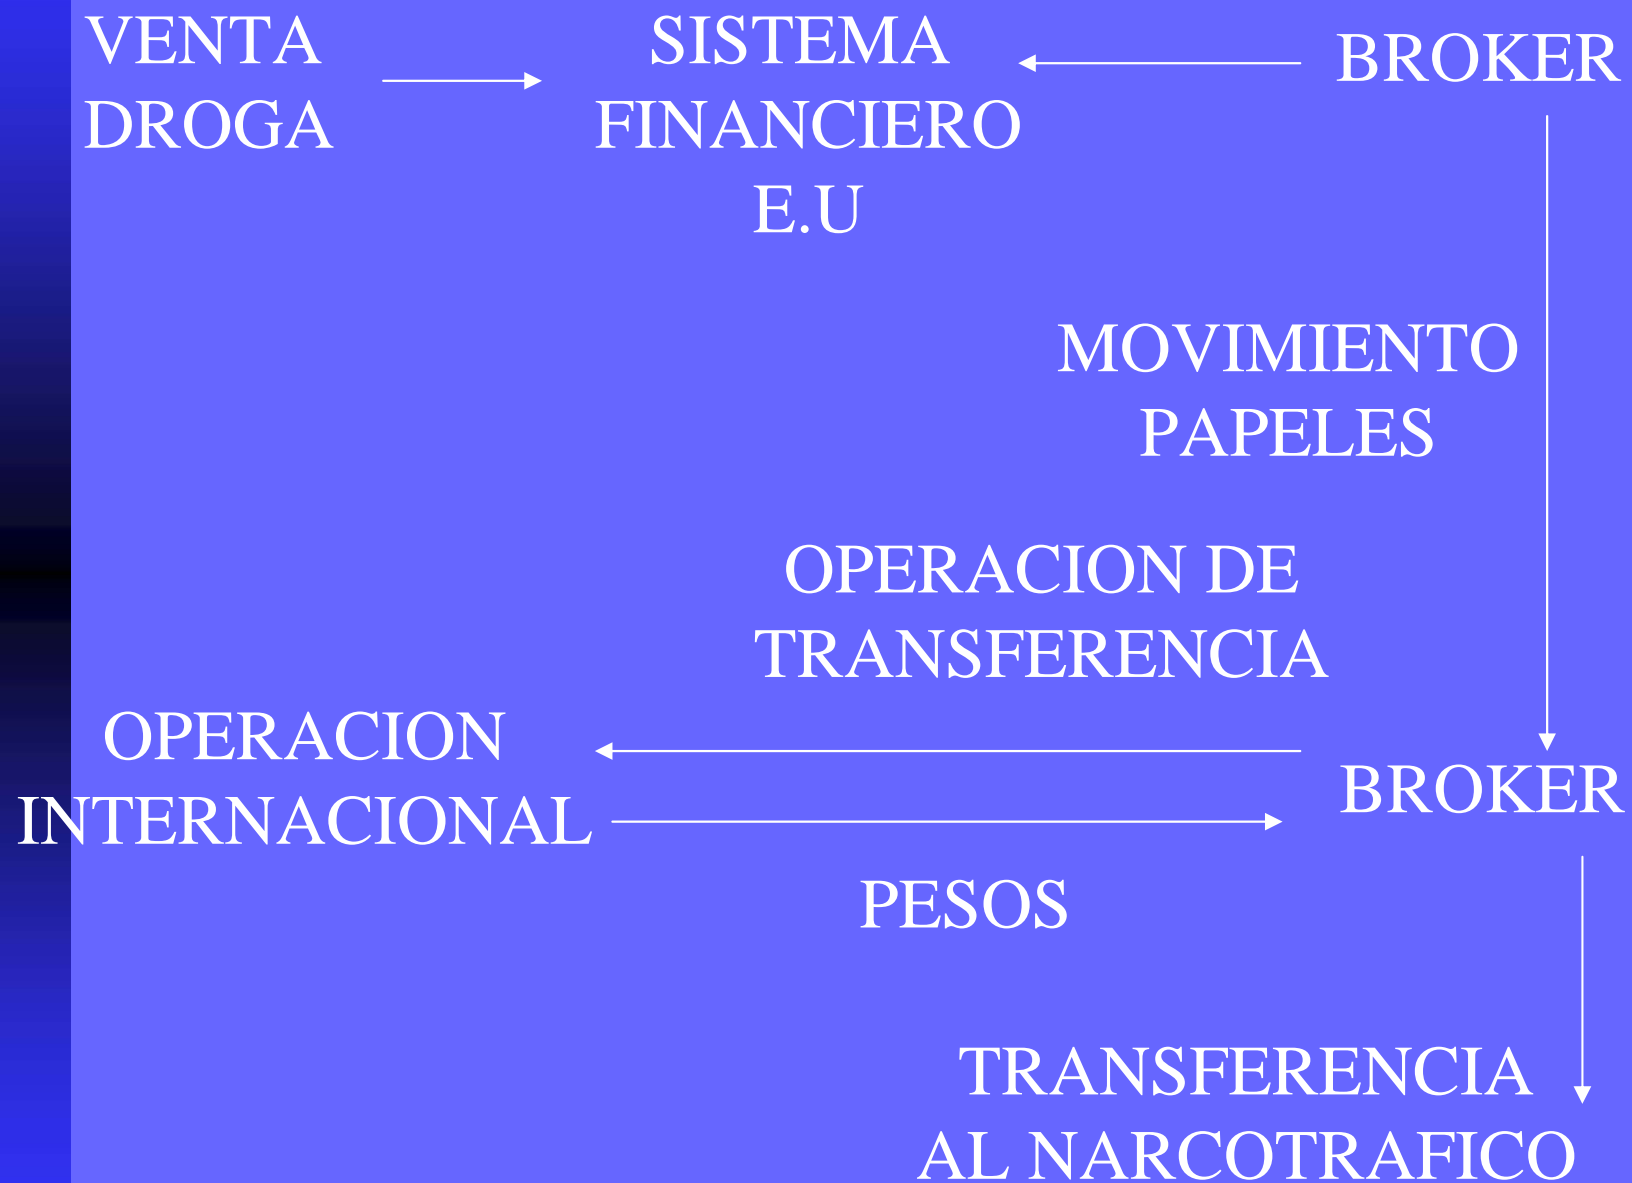 VENTA
DROGA
SISTEMA
FINANCIERO
E.U
BROKER
MOVIMIENTO
PAPELES
OPERACION DE
TRANSFERENCIA
OPERACION
INTERNACIONAL
BROKER
PESOS
TRANSFERENCIA
AL NARCOTRAFICO